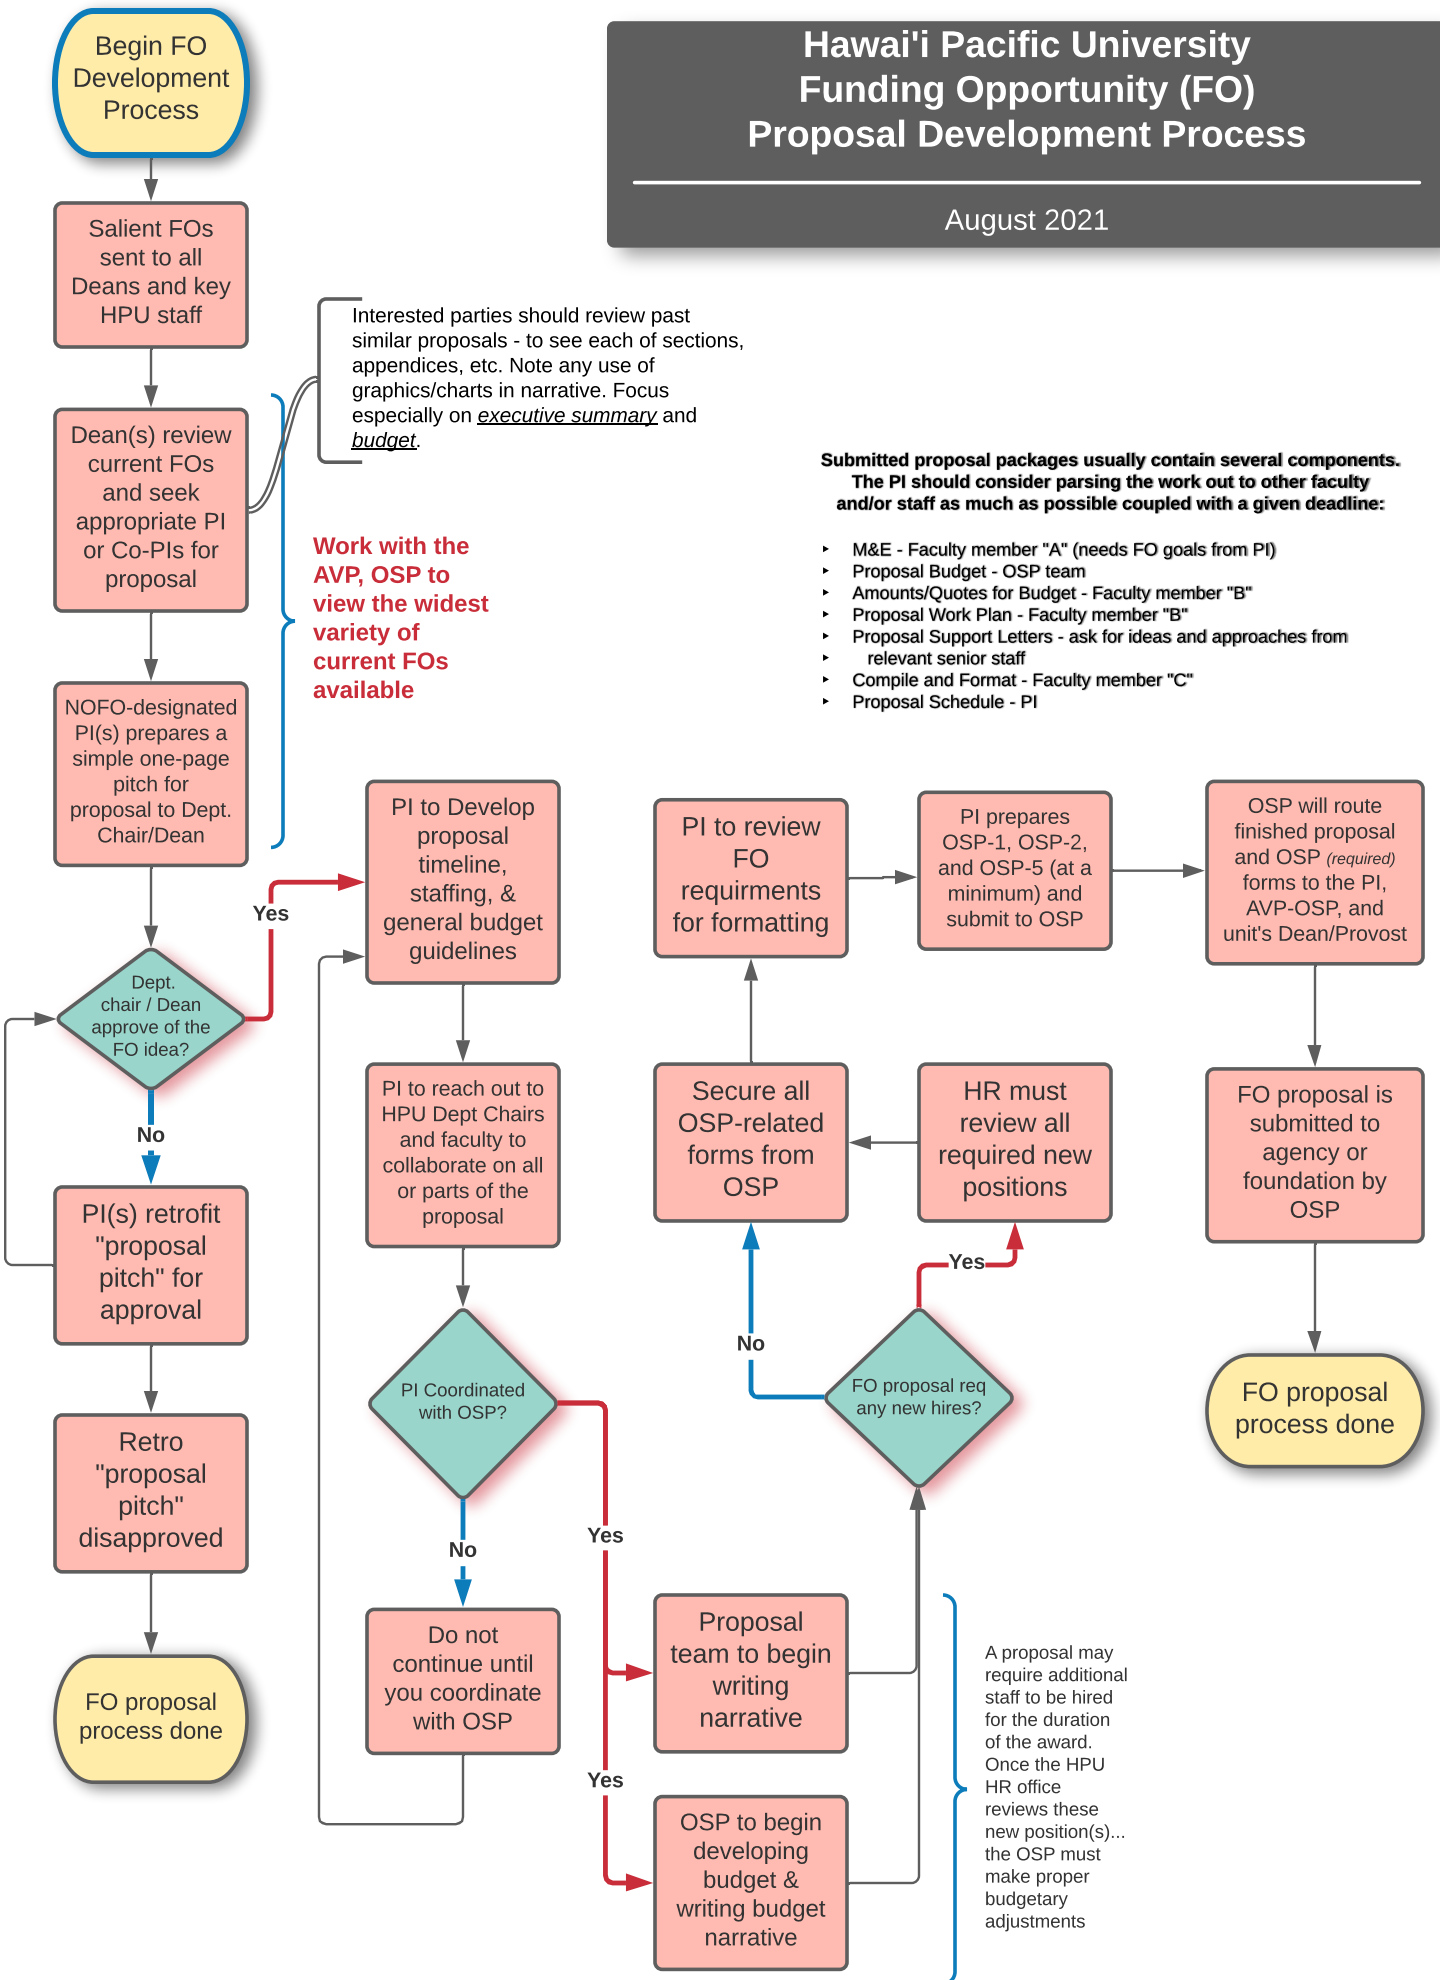 Begin FO
Development
Process
Hawai'i Pacific University
Funding Opportunity (FO)
Proposal Development Process
August 2021
Salient FOs
sent to all
Deans and key
HPU staff
Interested parties should review past
similar proposals - to see each of sections,
appendices, etc. Note any use of
graphics/charts in narrative. Focus
especially on executive summary and
budget.
Dean(s) review
current FOs
and seek
appropriate PI
or Co-PIs for
proposal
Work with the
AVP, OSP to
view the widest
variety of
current FOs
available
Submitted proposal packages usually contain several components.
The PI should consider parsing the work out to other faculty
and/or staff as much as possible coupled with a given deadline:
‣ M&E - Faculty member "A" (needs FO goals from PI)
‣ Proposal Budget - OSP team
‣ Amounts/Quotes for Budget - Faculty member "B"
‣ Proposal Work Plan - Faculty member "B"
‣ Proposal Support Letters - ask for ideas and approaches from
‣ relevant senior staff
‣ Compile and Format - Faculty member "C"
‣ Proposal Schedule - PI
NOFO-designated
PI(s) prepares a
simple one-page
pitch for
proposal to Dept.
Chair/Dean
Dept.
chair / Dean
approve of the
FO idea?
Yes
No
PI(s) retrofit
"proposal
pitch" for
approval
Retro
"proposal
pitch"
disapproved
FO proposal
process done
PI to Develop
proposal
timeline,
staffing, &
general budget
guidelines
PI to reach out to
HPU Dept Chairs
and faculty to
collaborate on all
or parts of the
proposal
PI Coordinated
with OSP?
No
Do not
continue until
you coordinate
with OSP
Yes
Yes
Proposal
team to begin
writing
narrative
OSP to begin
developing
budget &
writing budget
narrative
A proposal may
require additional
staff to be hired
for the duration
of the award.
Once the HPU
HR office
reviews these
new position(s)...
the OSP must
make proper
budgetary
adjustments
FO proposal req
any new hires?
No
Yes
HR must
review all
required new
positions
Secure all
OSP-related
forms from
OSP
PI to review
FO
requirments
for formatting
PI prepares
OSP-1, OSP-2,
and OSP-5 (at a
minimum) and
submit to OSP
OSP will route
finished proposal
and OSP (required)
forms to the PI,
AVP-OSP, and
unit's Dean/Provost
FO proposal is
submitted to
agency or
foundation by
OSP
FO proposal
process done